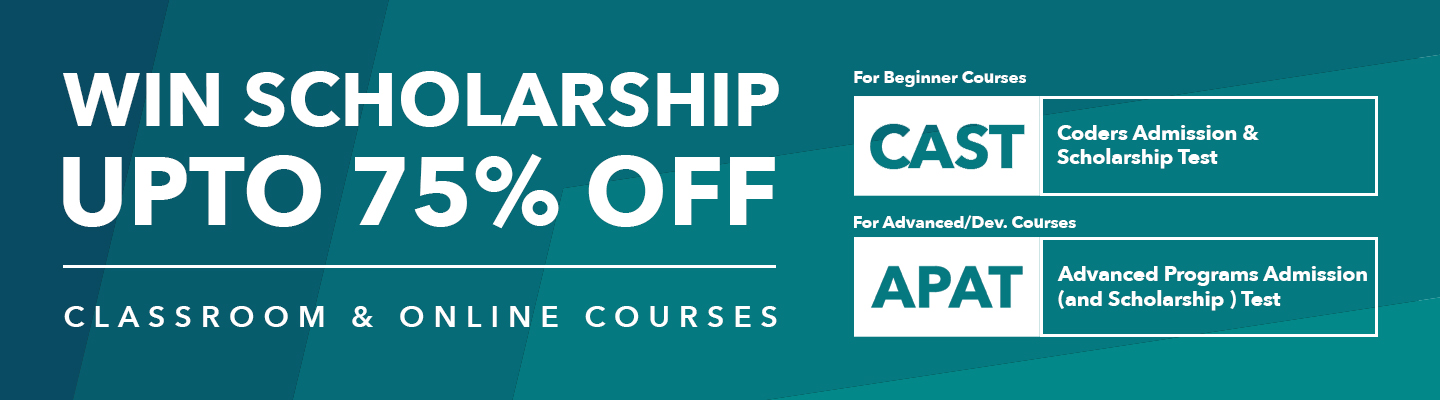 WIN SCHOLARSHIP
UPTO 75% OFF
CLASSROOM & ONLINE COURSES
For Beginner Courses
CAST
Coders Admission &
Scholarship Test
For Advanced/Dev. Courses
APAT
Advanced Programs Admission
(and Scholarship ) Test